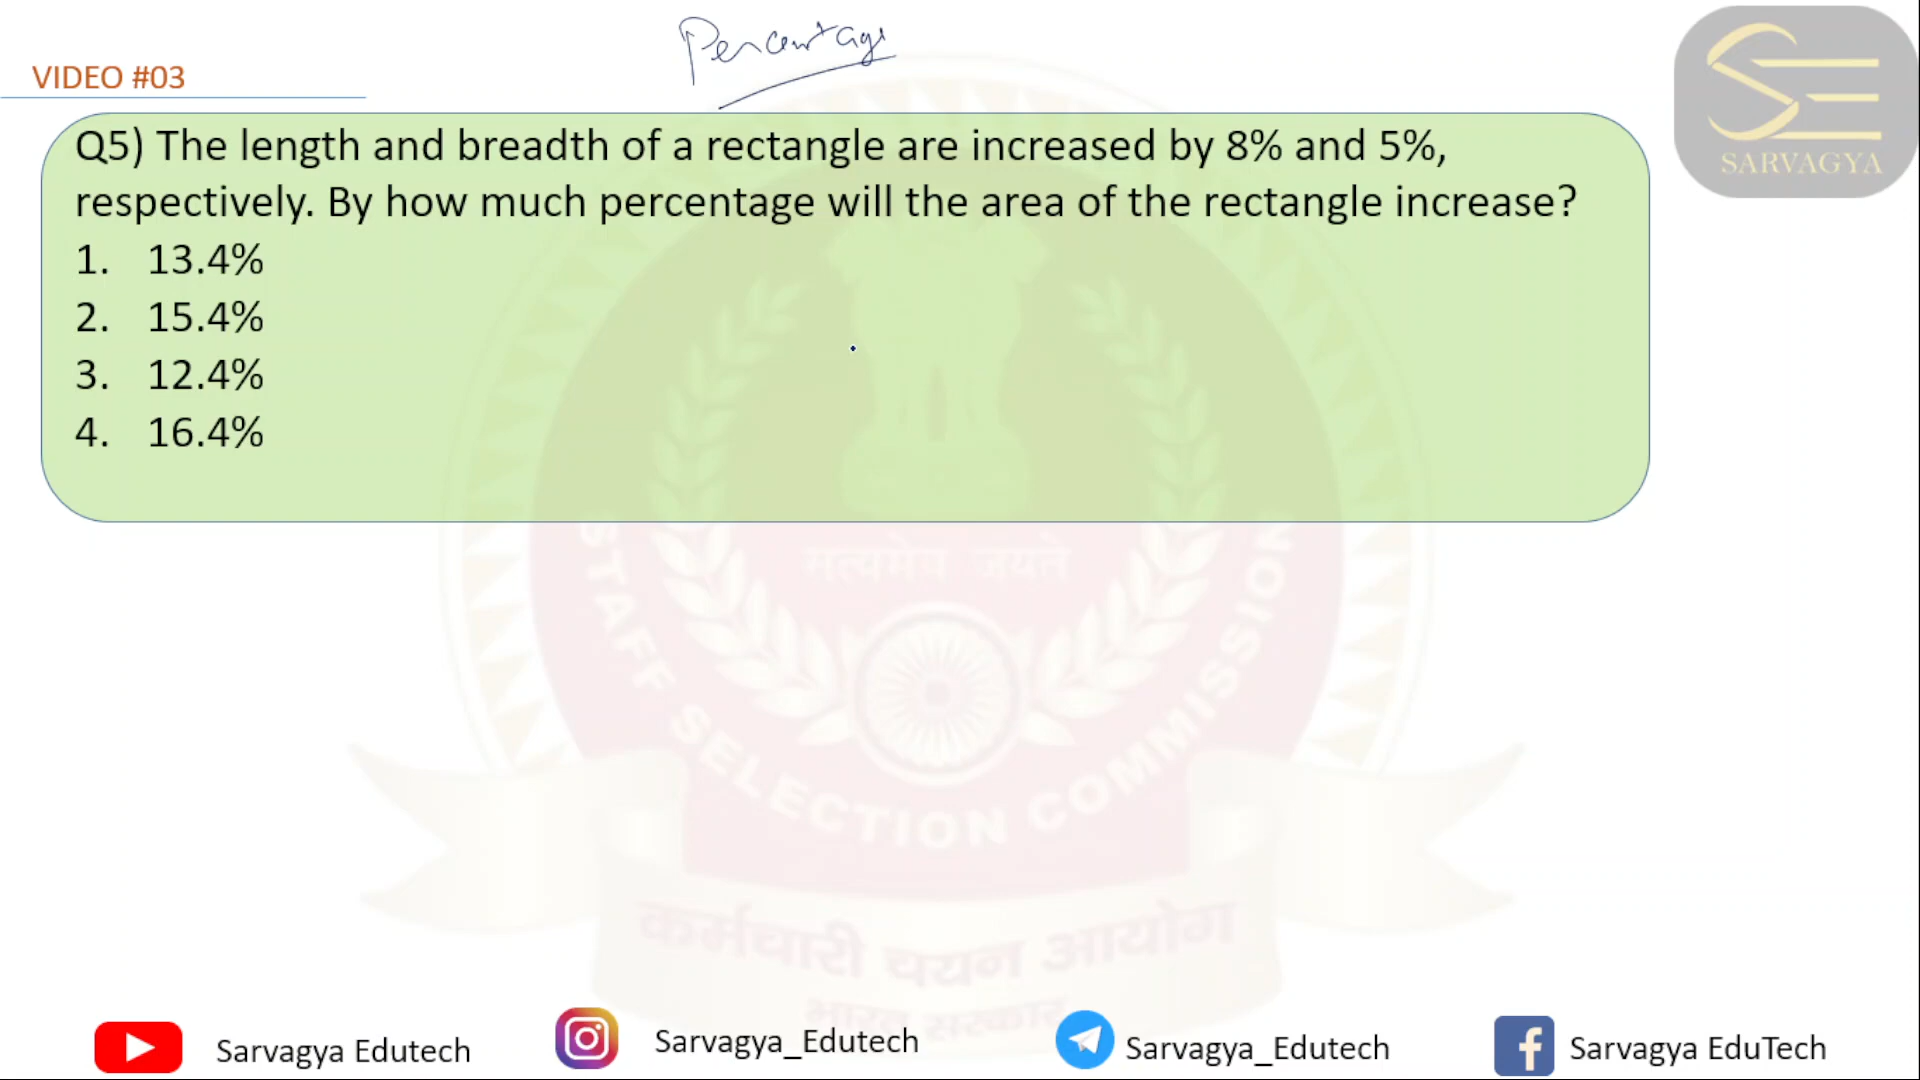 Percentage
VIDEO #03
SARVAGYA
Q5) The length and breadth of a rectangle are increased by 8% and 5%,
respectively. By how much percentage will the area of the rectangle increase?
1. 13.4%
2. 15.4%
3. 12.4%
4. 16.4%
सत्यमेव जयते
STAFF SELECTION COMMISSION
कर्मचारी चयन आयोग
भारत सरकार
Sarvagya Edutech
Sarvagya_Edutech
Sarvagya_Edutech
Sarvagya EduTech